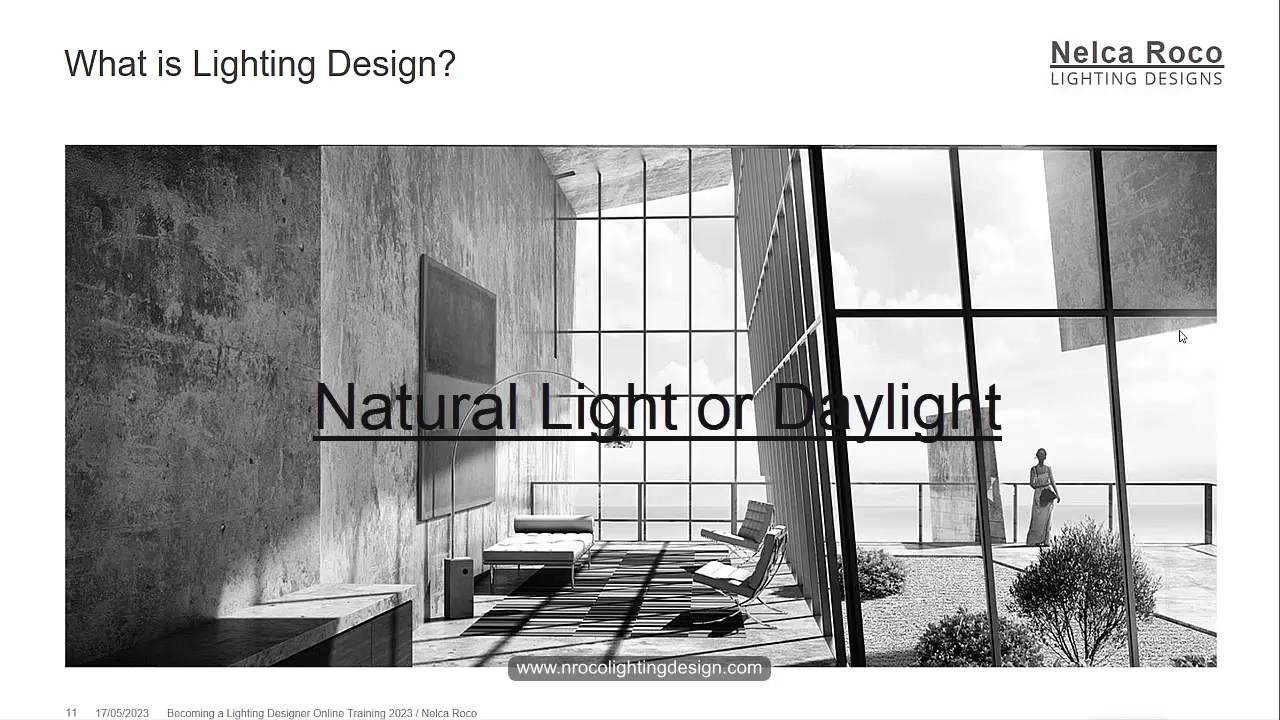 What is Lighting Design?
Nelca Roco
LIGHTING DESIGNS
Natural Light or Daylight
www.nrocolightingdesign.com
11 17/05/2023 Becoming a Lighting Designer Online Training 2023 / Nelca Roco